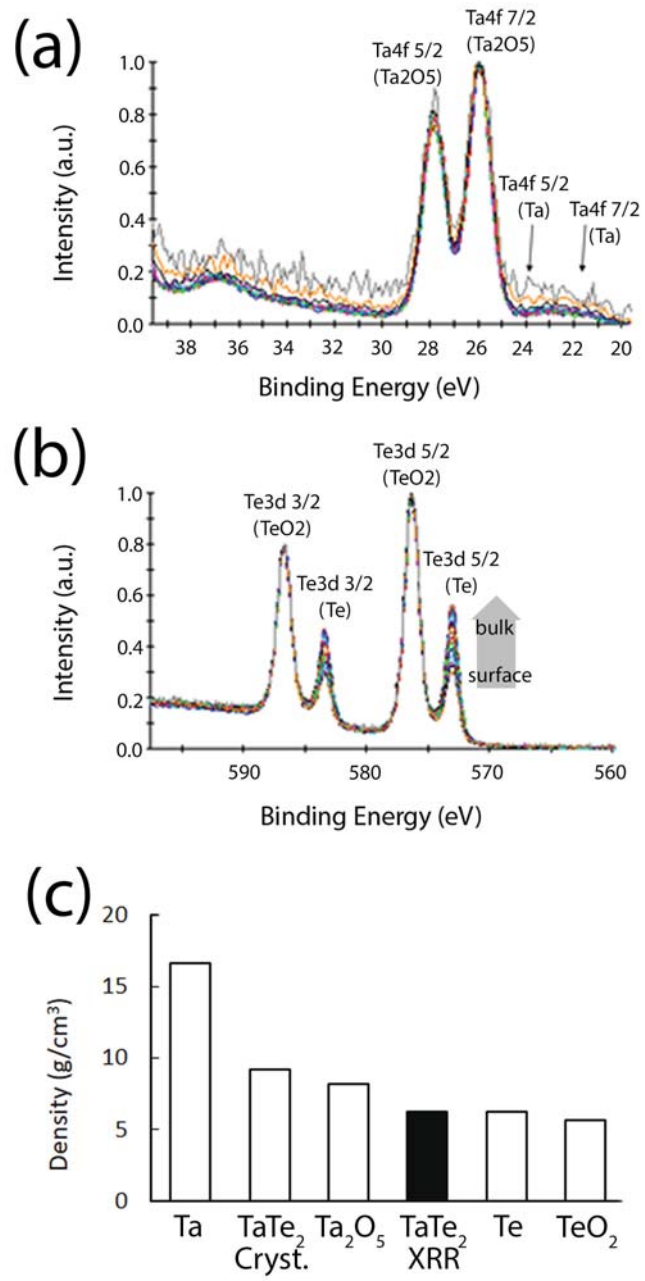 (a)
Ta4f 7/2
(Ta2O5)
Ta4f 5/2
(Ta2O5)
Ta4f 5/2
(Ta)
Ta4f 7/2
(Ta)
Intensity (a.u.)
1.0
0.8
0.6
0.4
0.2
0.0
38 36 34 32 30 28 26 24 22 20
Binding Energy (eV)
(b)
Te3d 5/2
(TeO2)
Te3d 3/2
(TeO2)
Te3d 3/2
(Te)
Te3d 5/2
(Te)
bulk
surface
Intensity (a.u.)
1.0
0.8
0.6
0.4
0.2
0.0
590 580 570 560
Binding Energy (eV)
(c)
Density (g/cm³)
20
15
10
5
0
Ta TaTe₂ Ta₂O₅ TaTe₂ Te TeO₂
Cryst. XRR